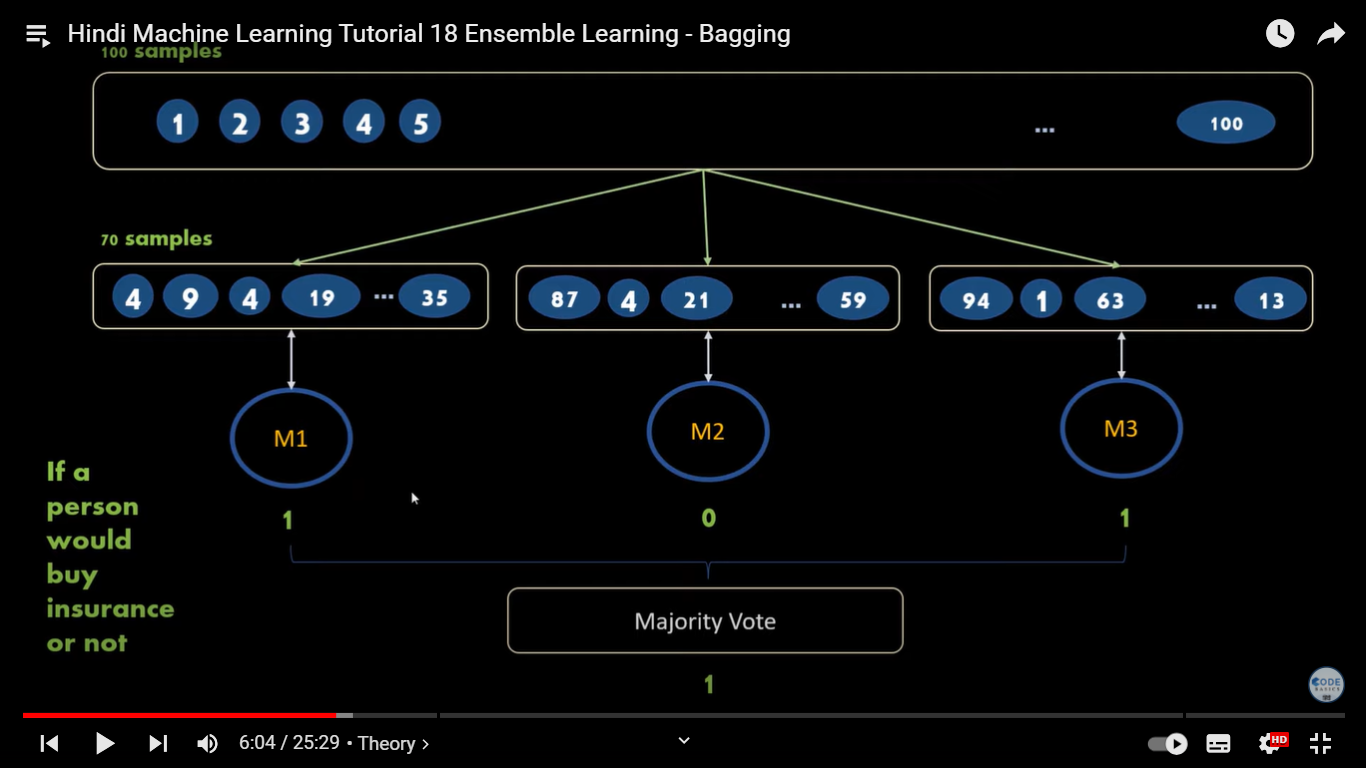 Hindi Machine Learning Tutorial 18 Ensemble Learning - Bagging
100 samples
1 2 3 4 5 ... 100
70 samples
4 9 4 19 ... 35
87 4 21 ... 59
94 1 63 ... 13
M1
M2
M3
1
0
1
If a
person
would
buy
insurance
or not
Majority Vote
1
CODE
BASICS
6:04 / 25:29 • Theory ›
HD